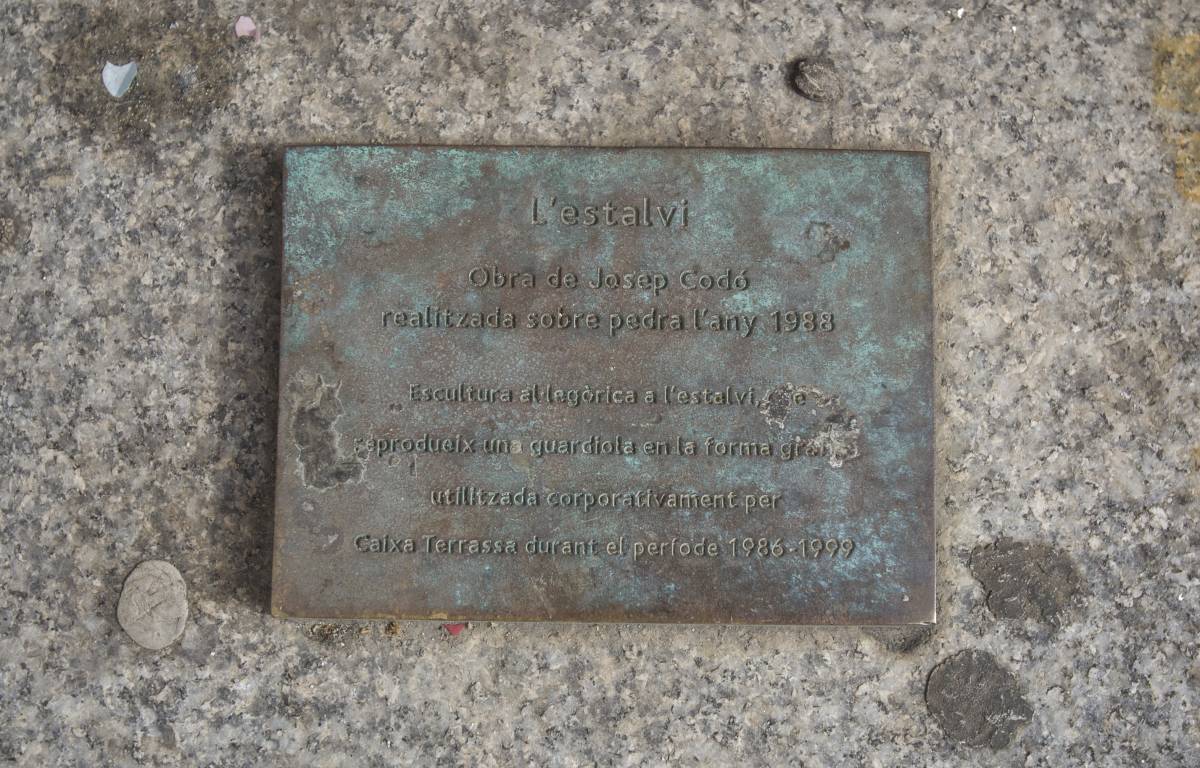 L'estalvi
Obra de Josep Codó
realitzada sobre pedra l'any 1988
Escultura al·legòrica a l'estalvi,
reprodueix una guardiola en la forma
utilitzada corporativament per
Caixa Terrassa durant el període 1986-1999